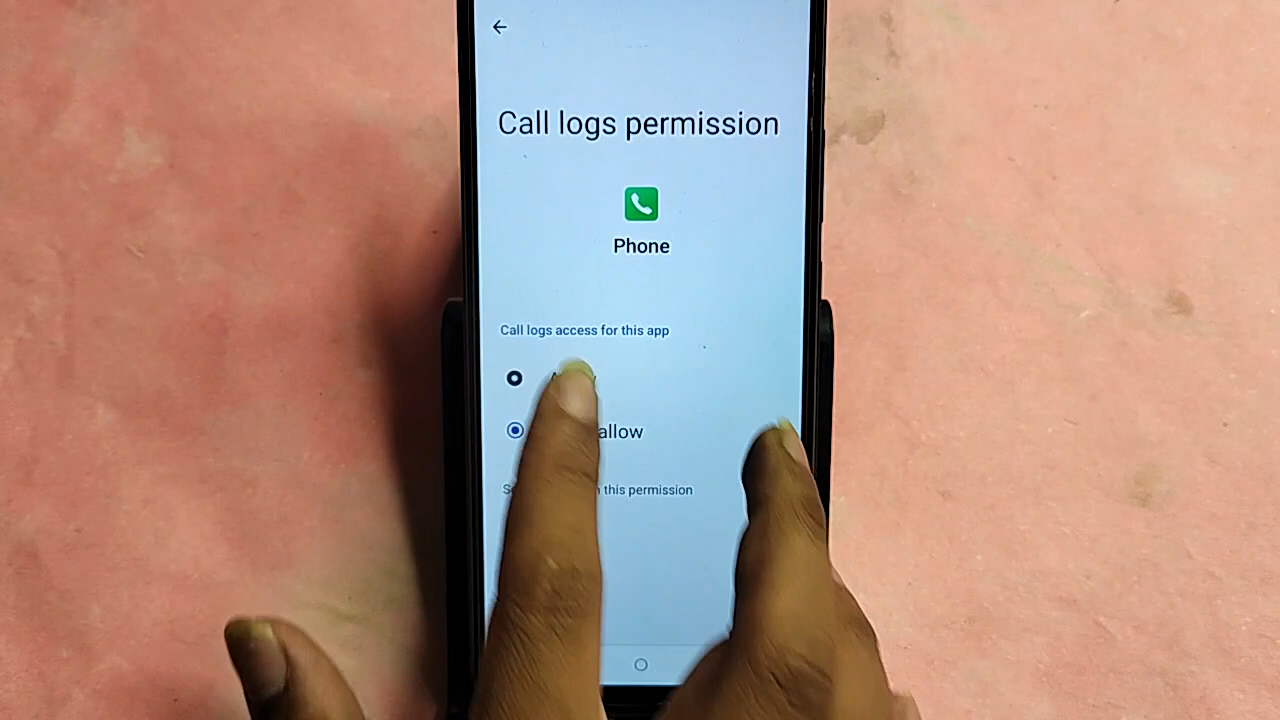 Call logs permission
Phone
Call logs access for this app
allow
this permission